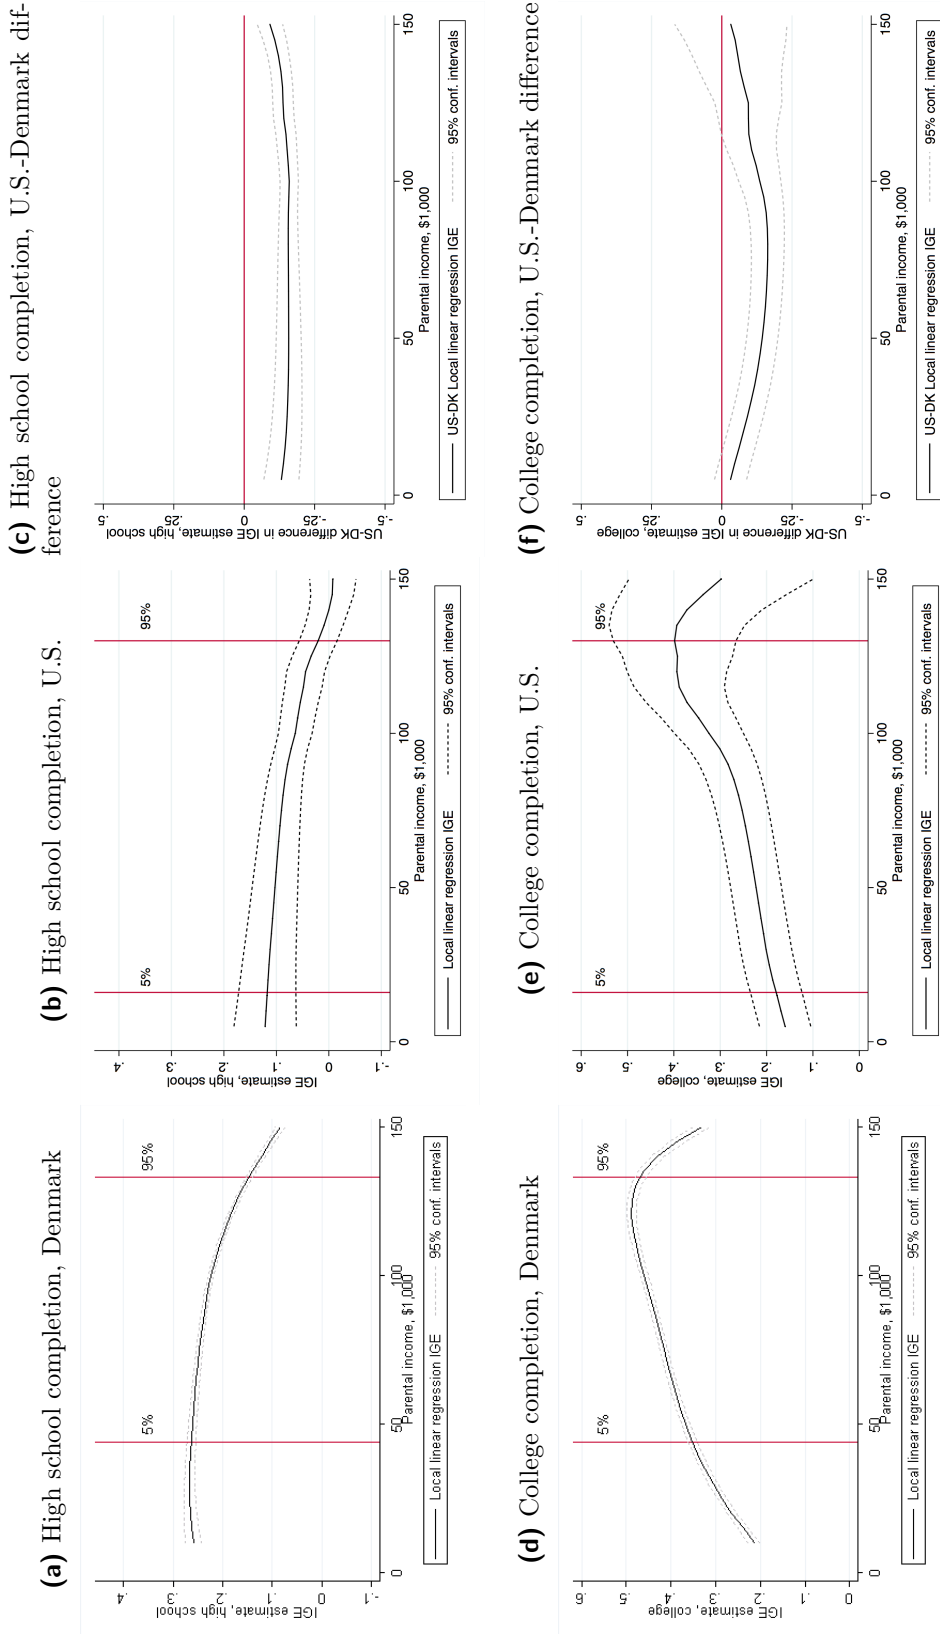 (a) High school completion, Denmark
IGE estimate, high school
.4
.3
.2
.1
0
-.1
5%
95%
0
50
100
150
Parental income, $1,000
Local linear regression IGE
95% conf. intervals
(b) High school completion, U.S.
IGE estimate, high school
.4
.3
.2
.1
0
-.1
5%
95%
0
50
100
150
Parental income, $1,000
Local linear regression IGE
95% conf. intervals
(c) High school completion, U.S.-Denmark dif-
ference
US-DK difference in IGE estimate, high school
.5
.25
0
-.25
-.5
0
50
100
150
Parental income, $1,000
US-DK Local linear regression IGE
95% conf. intervals
(d) College completion, Denmark
IGE estimate, college
.6
.5
.4
.3
.2
.1
0
5%
95%
0
50
100
150
Parental income, $1,000
Local linear regression IGE
95% conf. intervals
(e) College completion, U.S.
IGE estimate, college
.6
.5
.4
.3
.2
.1
0
5%
95%
0
50
100
150
Parental income, $1,000
Local linear regression IGE
95% conf. intervals
(f) College completion, U.S.-Denmark difference
US-DK difference in IGE estimate, college
.5
.25
0
-.25
-.5
0
50
100
150
Parental income, $1,000
US-DK Local linear regression IGE
95% conf. intervals